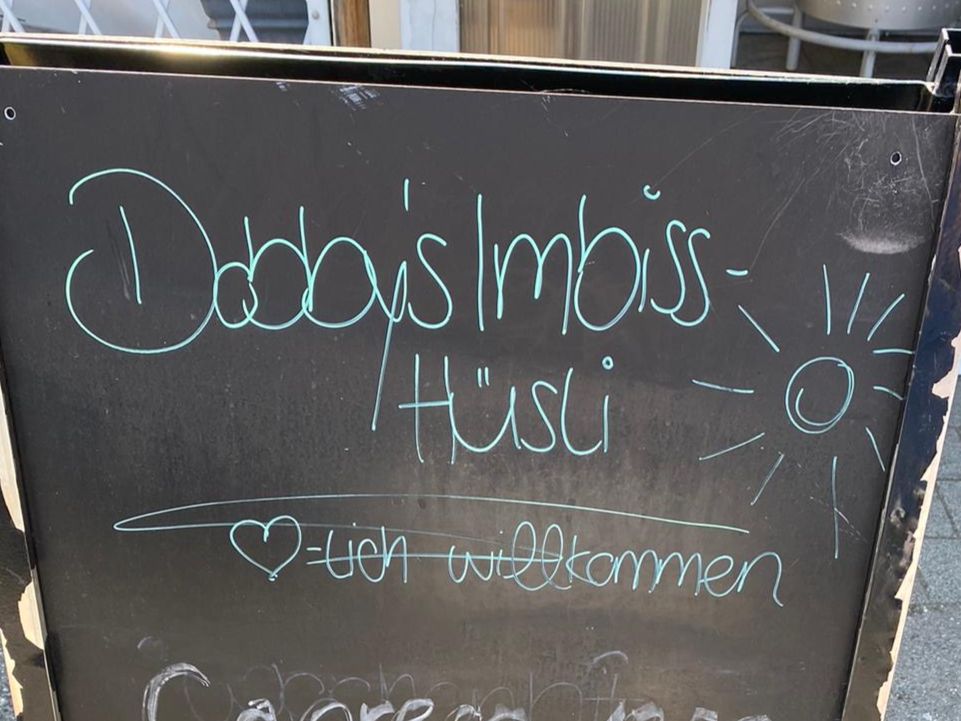 Dobby's Imbiss-
Hüsli
♡-lich willkommen